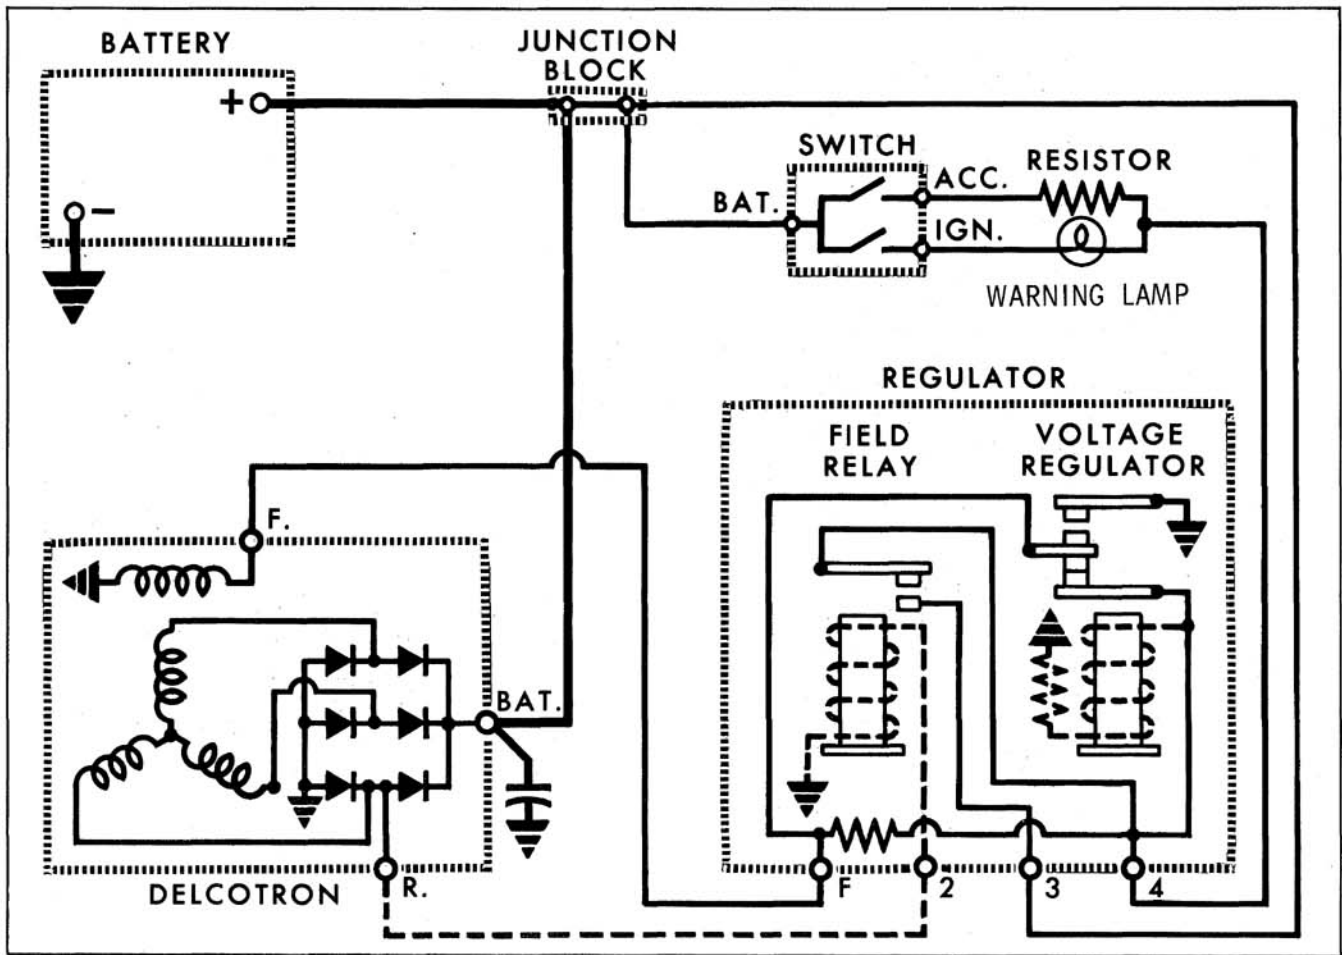 BATTERY
+
−
JUNCTION
BLOCK
SWITCH
BAT.
ACC.
IGN.
RESISTOR
WARNING LAMP
REGULATOR
FIELD
RELAY
VOLTAGE
REGULATOR
F.
BAT.
R.
DELCOTRON
F
2
3
4